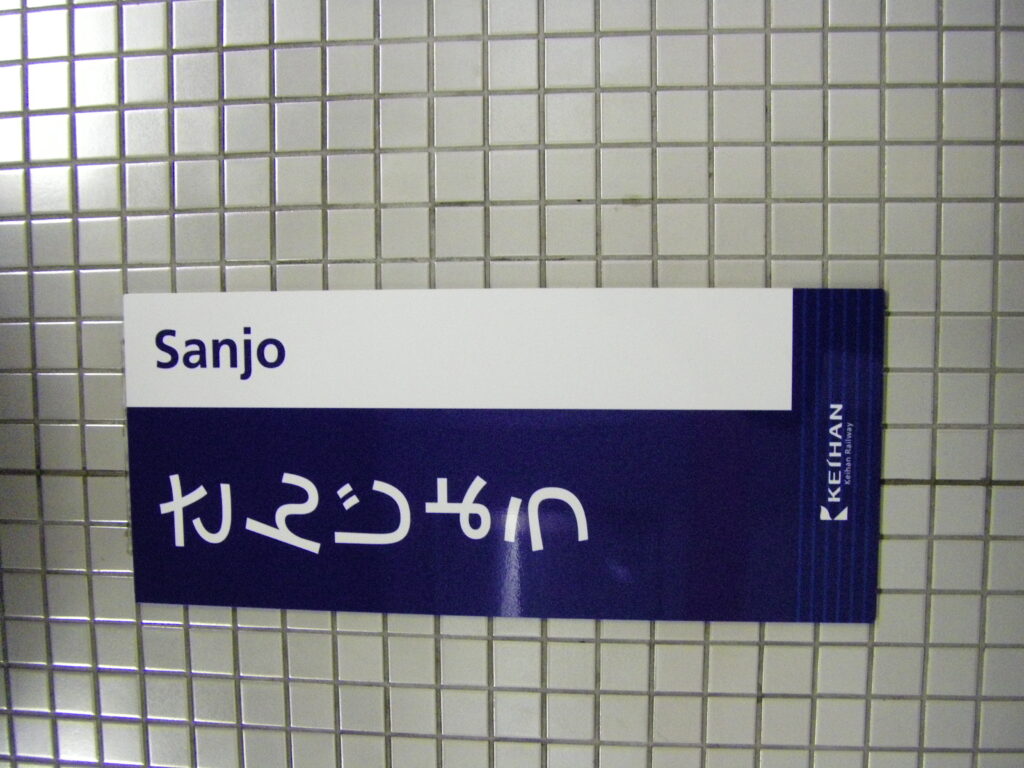 Sanjo
さんじょう
KEIHAN
Keihan Railway